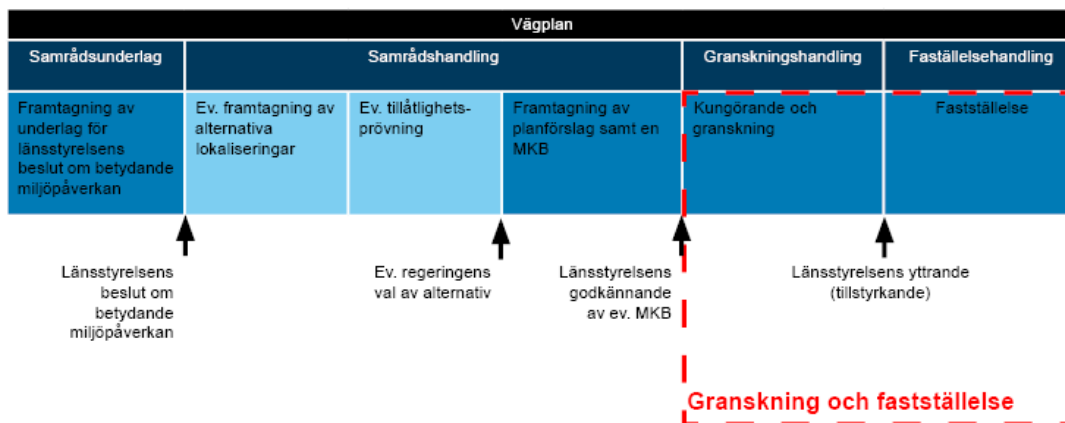 Vägplan
Samrådsunderlag
Samrådshandling
Granskningshandling
Faställelsehandling
Framtagning av
underlag för
länsstyrelsens
beslut om betydande
miljöpåverkan
Ev. framtagning av
alternativa
lokaliseringar
Ev. tillåtlighets-
prövning
Framtagning av
planförslag samt en
MKB
Kungörande och
granskning
Fastställelse
Länsstyrelsens
beslut om
betydande
miljöpåverkan
Ev. regeringens
val av alternativ
Länsstyrelsens
godkännande
av ev. MKB
Länsstyrelsens yttrande
(tillstyrkande)
Granskning och fastställelse